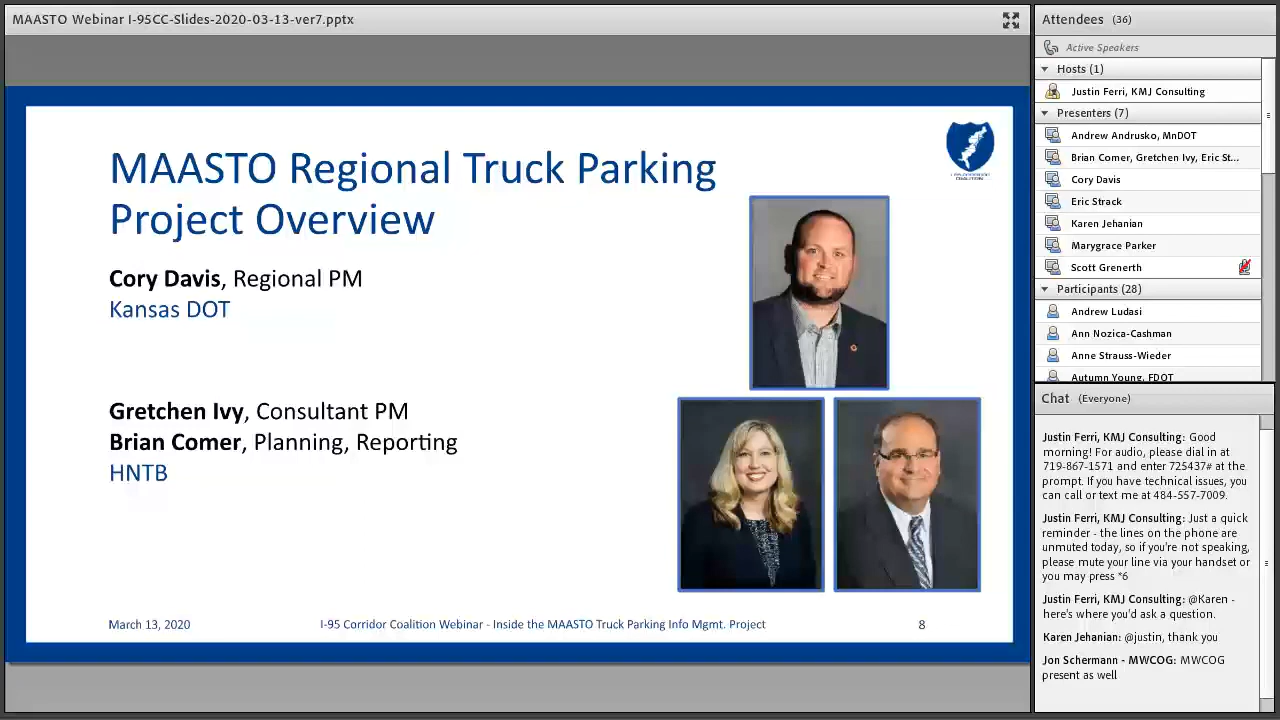 MAASTO Webinar I-95CC-Slides-2020-03-13-ver7.pptx
MAASTO Regional Truck Parking
Project Overview
Cory Davis, Regional PM
Kansas DOT
Gretchen Ivy, Consultant PM
Brian Comer, Planning, Reporting
HNTB
March 13, 2020
I-95 Corridor Coalition Webinar - Inside the MAASTO Truck Parking Info Mgmt. Project
8
Attendees (36)
Active Speakers
Hosts (1)
Justin Ferri, KMJ Consulting
Presenters (7)
Andrew Andrusko, MnDOT
Brian Comer, Gretchen Ivy, Eric St...
Cory Davis
Eric Strack
Karen Jehanian
Marygrace Parker
Scott Grenerth
Participants (28)
Andrew Ludasi
Ann Nozica-Cashman
Anne Strauss-Wieder
Autumn Young, FDOT
Chat (Everyone)
Justin Ferri, KMJ Consulting: Good
morning! For audio, please dial in at
719-867-1571 and enter 725437# at the
prompt. If you have technical issues, you
can call or text me at 484-557-7009.
Justin Ferri, KMJ Consulting: Just a quick
reminder - the lines on the phone are
unmuted today, so if you're not speaking,
please mute your line via your handset or
you may press *6
Justin Ferri, KMJ Consulting: @Karen -
here's where you'd ask a question.
Karen Jehanian: @justin, thank you
Jon Schermann - MWCOG: MWCOG
present as well